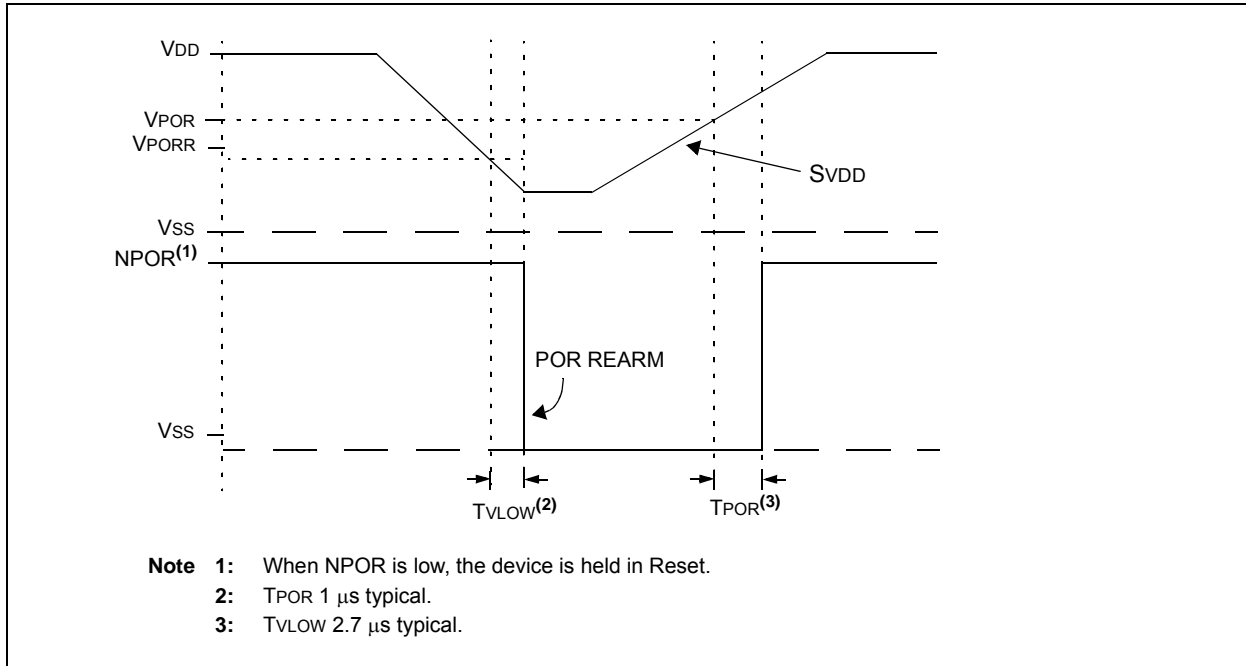 VDD
VPOR
VPORR
SVDD
VSS
NPOR(1)
POR REARM
VSS
TVLOW(2)
TPOR(3)
Note 1: When NPOR is low, the device is held in Reset.
2: TPOR 1 μs typical.
3: TVLOW 2.7 μs typical.